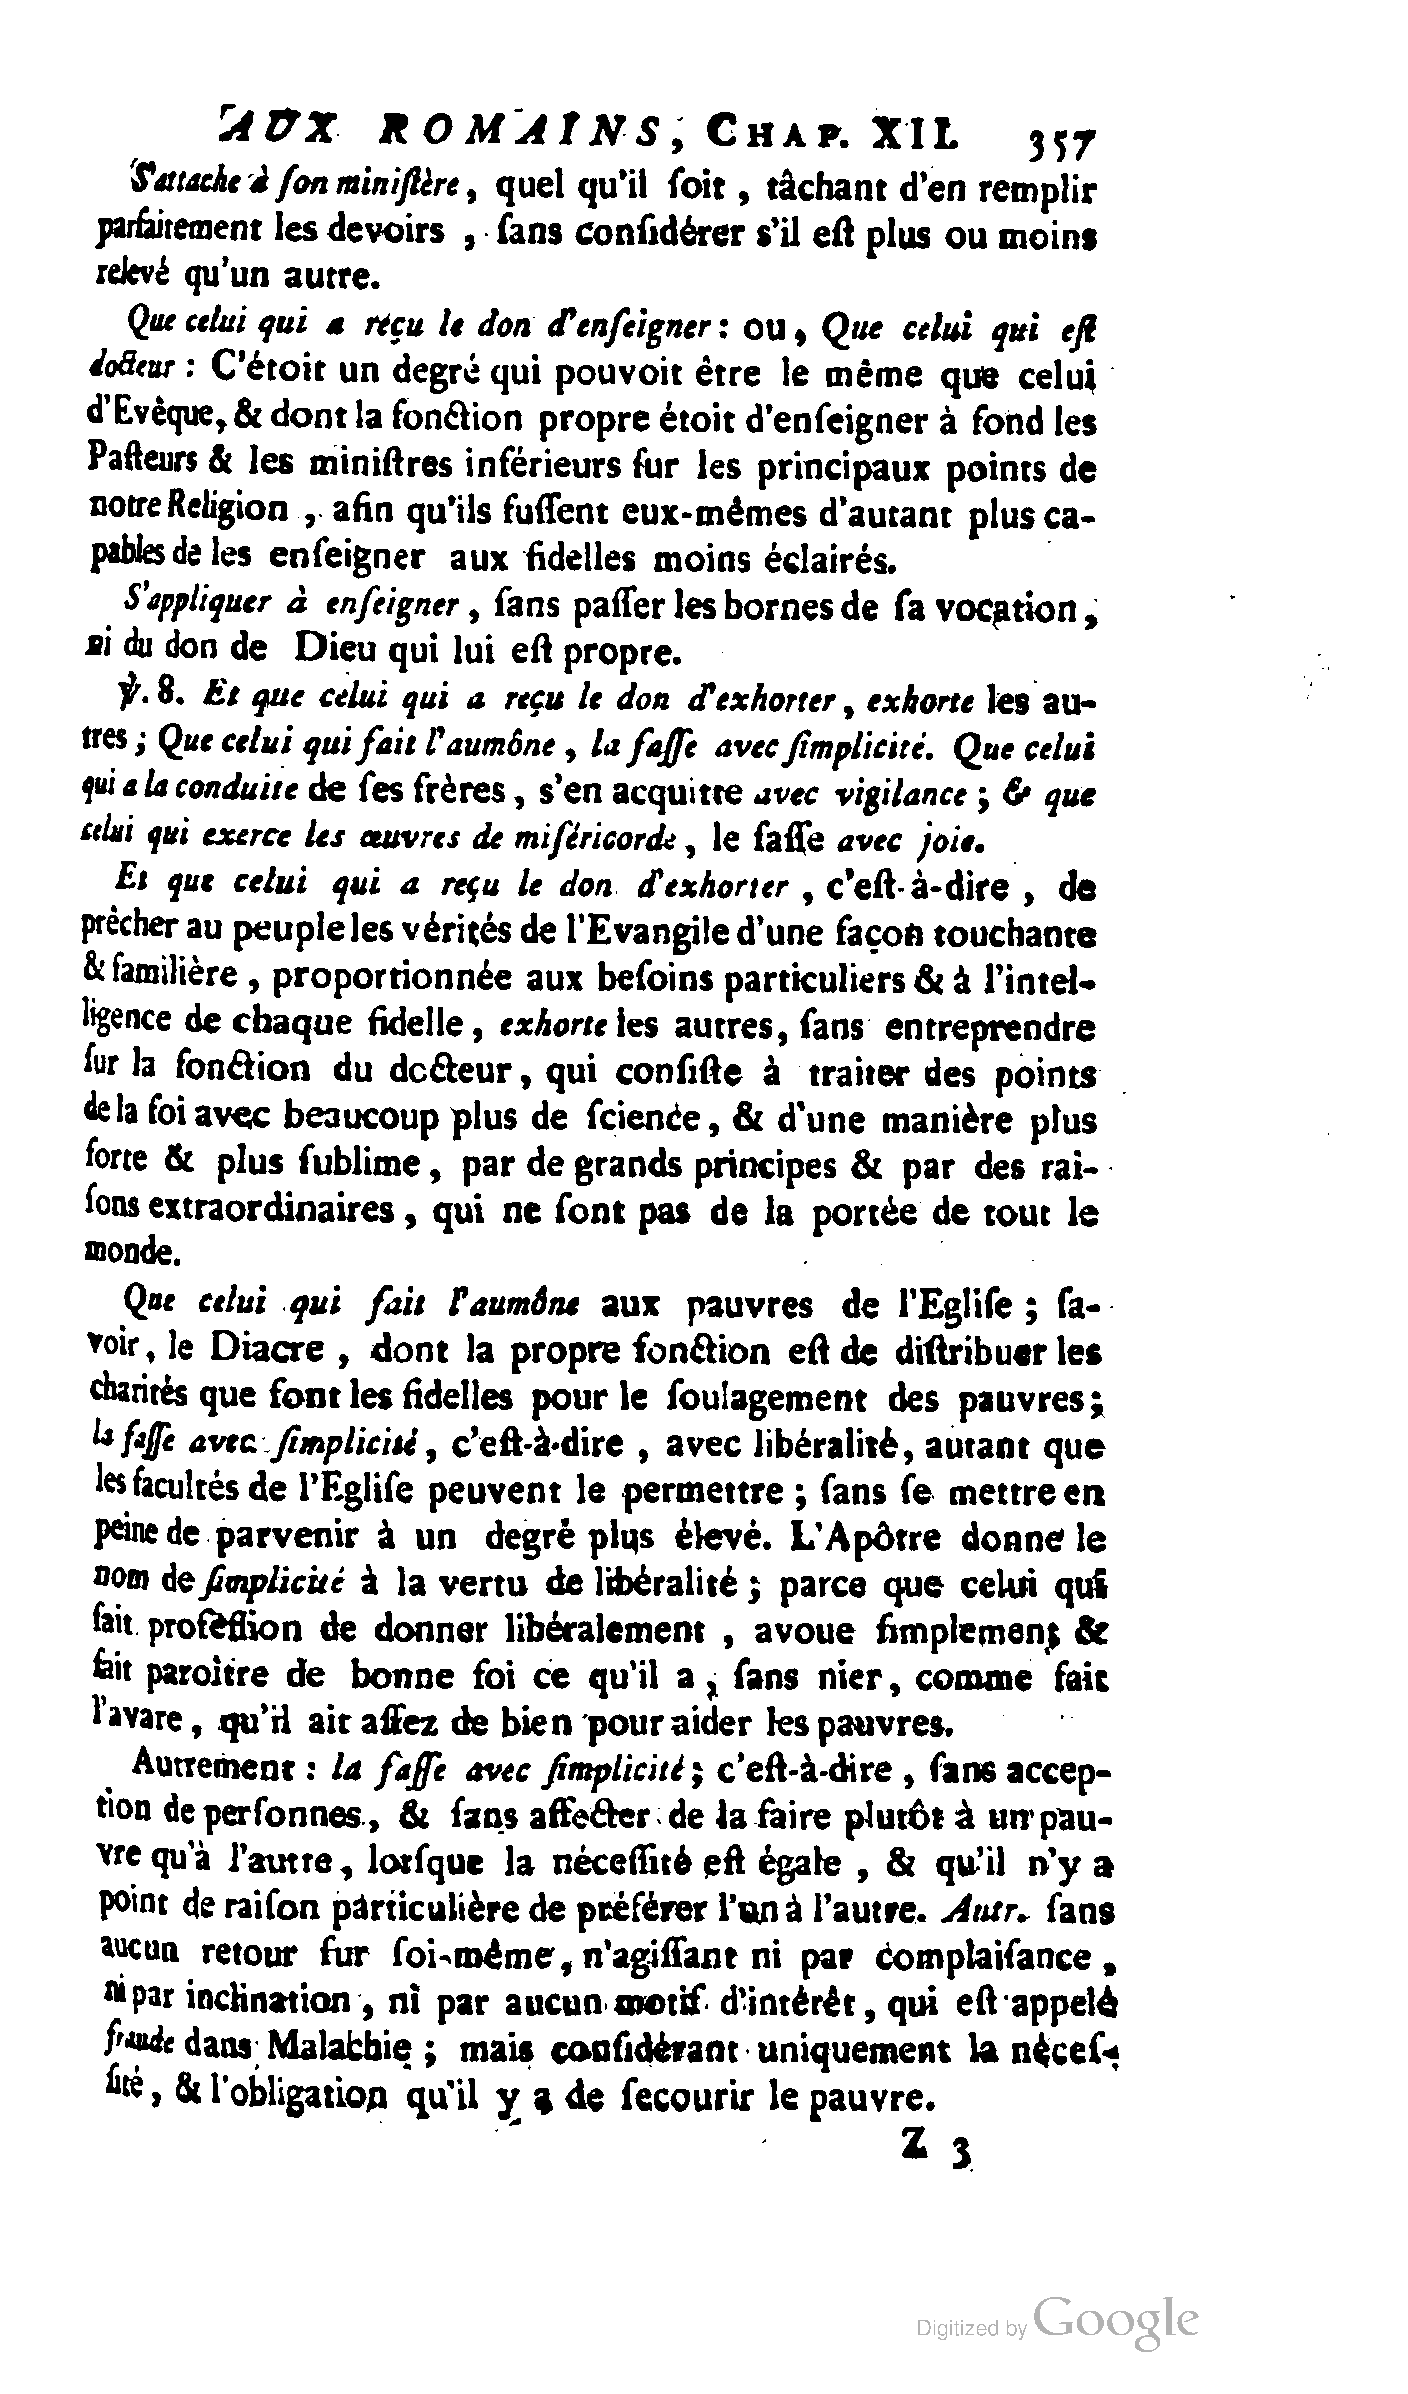 AUX ROMAINS, CHAP. XII. 357
S'attache à ſon miniſtère, quel qu'il ſoit, tâchant d'en remplir
parfaitement les devoirs, ſans conſidérer s'il eſt plus ou moins
relevé qu'un autre.
Que celui qui a reçu le don d'enſeigner : ou, Que celui qui eſt
docteur : C'étoit un degré qui pouvoit être le même que celui
d'Evêque, & dont la fonction propre étoit d'enſeigner à fond les
Paſteurs & les miniſtres inférieurs ſur les principaux points de
notre Religion, afin qu'ils fuſſent eux-mêmes d'autant plus ca-
pables de les enſeigner aux fidelles moins éclairés.
S'appliquer à enſeigner, ſans paſſer les bornes de ſa vocation,
ni du don de Dieu qui lui eſt propre.
℣. 8. Et que celui qui a reçu le don d'exhorter, exhorte les au-
tres ; Que celui qui fait l'aumône, la faſſe avec ſimplicité. Que celui
qui a la conduite de ſes frères, s'en acquitte avec vigilance ; & que
celui qui exerce les œuvres de miſéricorde, le faſſe avec joie.
Et que celui qui a reçu le don d'exhorter, c'eſt-à-dire, de
prêcher au peuple les vérités de l'Evangile d'une façon touchante
& familière, proportionnée aux beſoins particuliers & à l'intel-
ligence de chaque fidelle, exhorte les autres, ſans entreprendre
ſur la fonction du docteur, qui conſiſte à traiter des points
de la foi avec beaucoup plus de ſcience, & d'une manière plus
forte & plus ſublime, par de grands principes & par des rai-
ſons extraordinaires, qui ne ſont pas de la portée de tout le
monde.
Que celui qui fait l'aumône aux pauvres de l'Egliſe ; ſa-
voir, le Diacre, dont la propre fonction eſt de diſtribuer les
charités que font les fidelles pour le ſoulagement des pauvres ;
la faſſe avec ſimplicité, c'eſt-à-dire, avec libéralité, autant que
les facultés de l'Egliſe peuvent le permettre ; ſans ſe mettre en
peine de parvenir à un degré plus élevé. L'Apôtre donne le
nom de ſimplicité à la vertu de libéralité ; parce que celui qui
fait profeſſion de donner libéralement, avoue ſimplement &
fait paroître de bonne foi ce qu'il a, ſans nier, comme fait
l'avare, qu'il ait aſſez de bien pour aider les pauvres.
Autrement : la faſſe avec ſimplicité ; c'eſt-à-dire, ſans accep-
tion de perſonnes, & ſans affecter de la faire plutôt à un pau-
vre qu'à l'autre, lorſque la néceſſité eſt égale, & qu'il n'y a
point de raiſon particulière de préférer l'un à l'autre. Autr. ſans
aucun retour ſur ſoi-même, n'agiſſant ni par complaiſance,
ni par inclination, ni par aucun motif d'intérêt, qui eſt appelé
fraude dans Malachie ; mais conſidérant uniquement la néceſ-
ſité, & l'obligation qu'il y a de ſecourir le pauvre.
Z 3
Digitized by Google